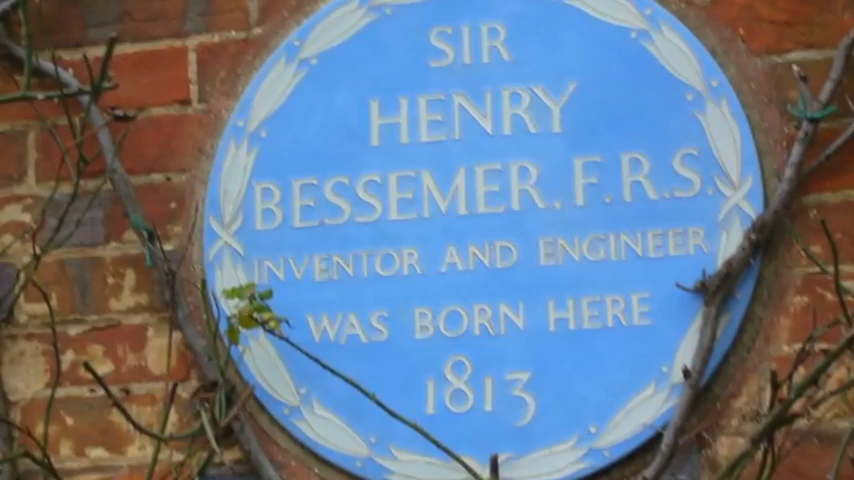 SIR
HENRY
BESSEMER.F.R.S.
INVENTOR AND ENGINEER
WAS BORN HERE
1813